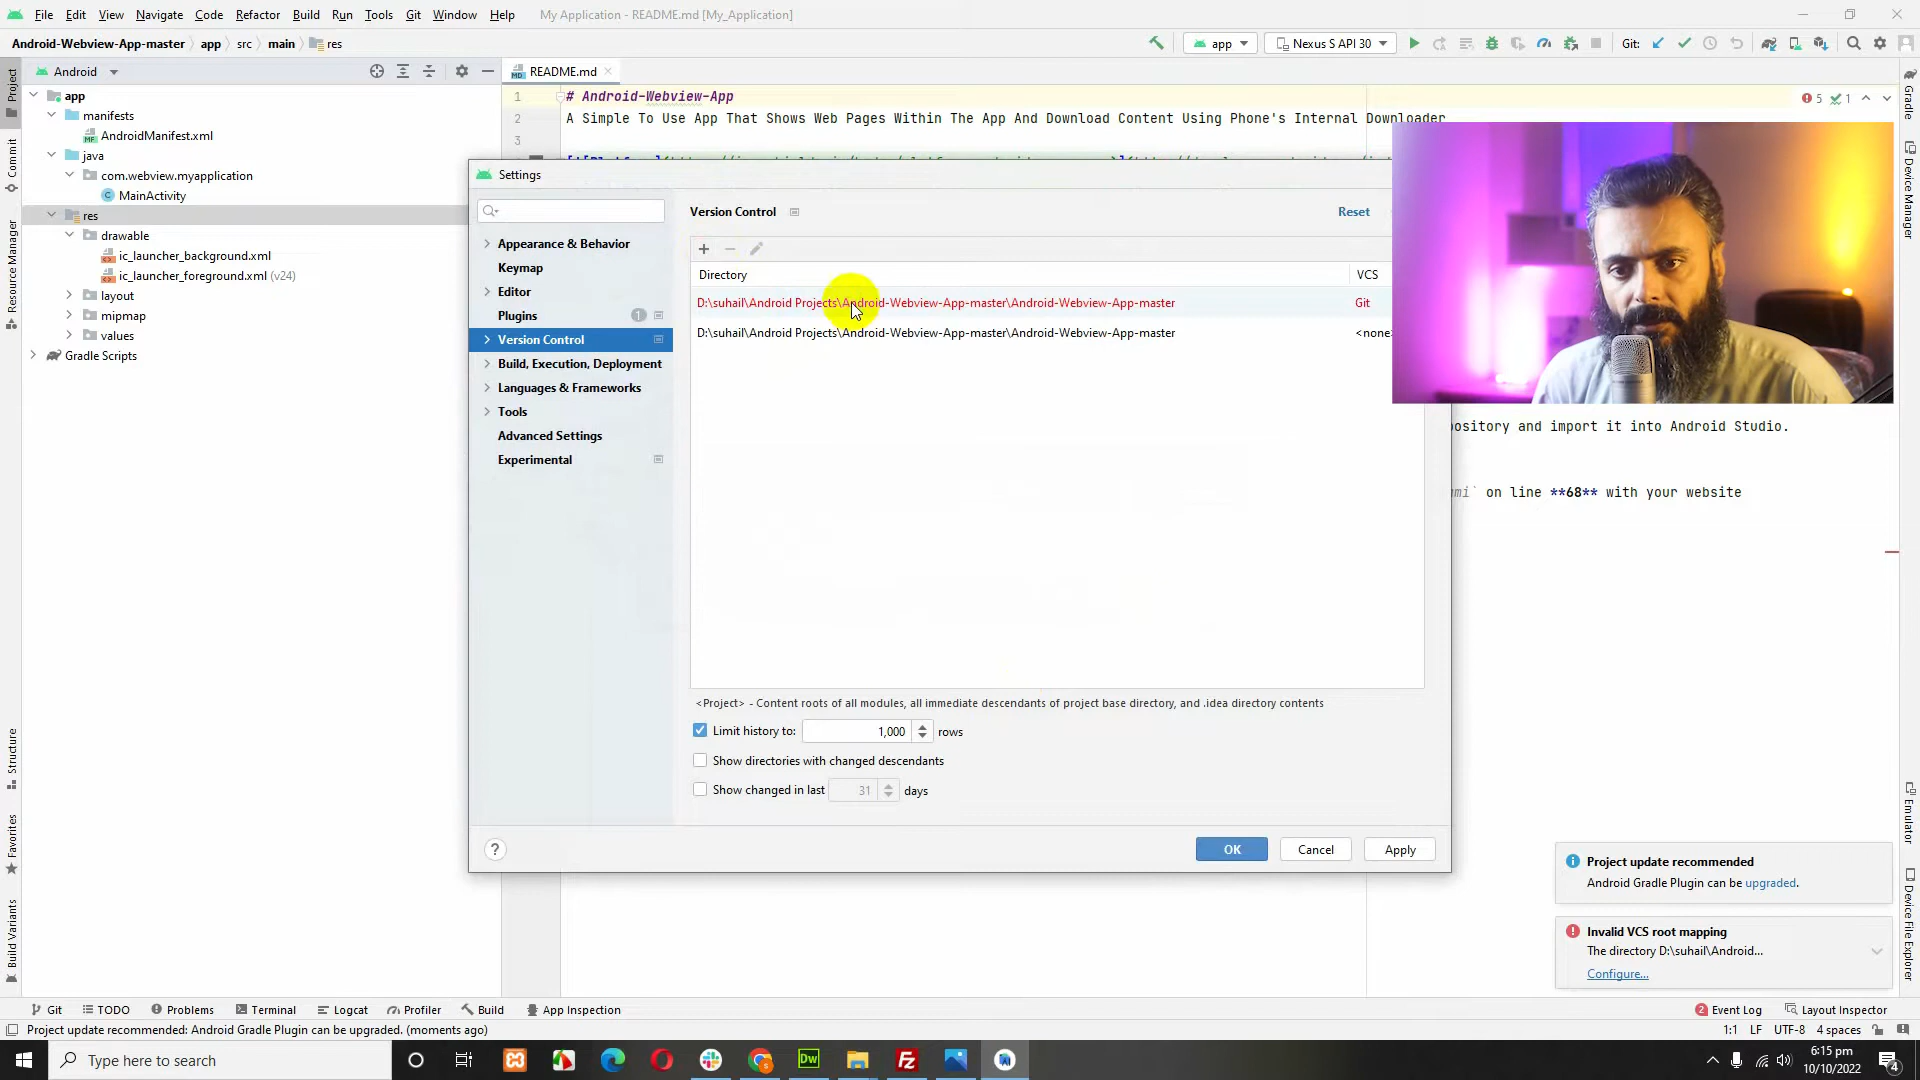 File Edit View Navigate Code Refactor Build Run Tools Git Window Help My Application - README.md [My_Application]
Android-Webview-App-master app src main res app Nexus S API 30 Git:
Android README.md
app
manifests
AndroidManifest.xml
java
com.webview.myapplication
MainActivity
res
drawable
ic_launcher_background.xml
ic_launcher_foreground.xml (v24)
layout
mipmap
values
Gradle Scripts
Project
Commit
Resource Manager
Structure
Favorites
Build Variants
1 # Android-Webview-App
2 A Simple To Use App That Shows Web Pages Within The App And Download Content Using Phone's Internal Downloader
3
5 1
Settings
Appearance & Behavior
Keymap
Editor
Plugins 1
Version Control
Build, Execution, Deployment
Languages & Frameworks
Tools
Advanced Settings
Experimental
Version Control Reset
Directory VCS
D:\suhail\Android Projects\Android-Webview-App-master\Android-Webview-App-master Git
D:\suhail\Android Projects\Android-Webview-App-master\Android-Webview-App-master <none>
<Project> - Content roots of all modules, all immediate descendants of project base directory, and .idea directory contents
Limit history to: 1,000 rows
Show directories with changed descendants
Show changed in last 31 days
? OK Cancel Apply
ository and import it into Android Studio.
mmi` on line **68** with your website
Project update recommended
Android Gradle Plugin can be upgraded.
Invalid VCS root mapping
The directory D:\suhail\Android...
Configure...
Gradle
Device Manager
Emulator
Device File Explorer
Git TODO Problems Terminal Logcat Profiler Build App Inspection 2 Event Log Layout Inspector
Project update recommended: Android Gradle Plugin can be upgraded. (moments ago) 1:1 LF UTF-8 4 spaces
Type here to search
Dw
6:15 pm
10/10/2022
4